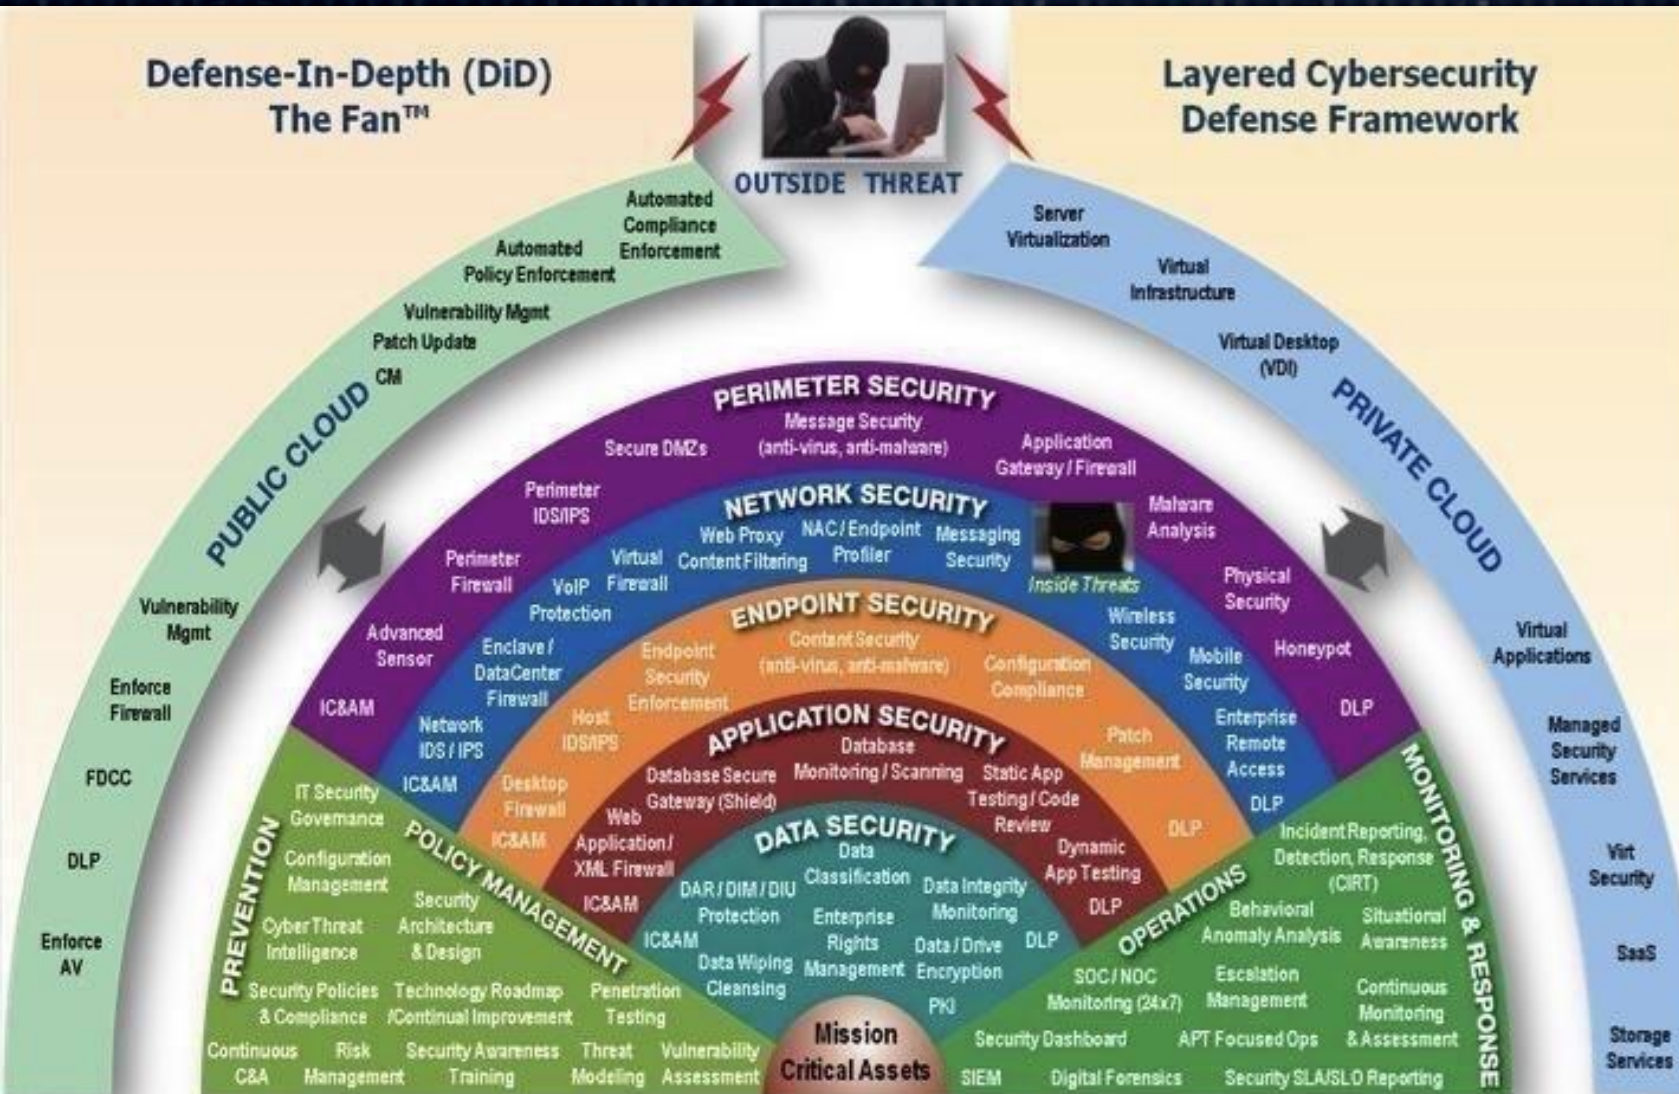 Defense-In-Depth (DiD)
The Fan™
OUTSIDE THREAT
Layered Cybersecurity
Defense Framework
Automated
Compliance
Enforcement
Automated
Policy Enforcement
Vulnerability Mgmt
Patch Update
CM
PUBLIC CLOUD
Vulnerability
Mgmt
Enforce
Firewall
FDCC
DLP
Enforce
AV
Server
Virtualization
Virtual
Infrastructure
Virtual Desktop
(VDI)
PRIVATE CLOUD
Virtual
Applications
Managed
Security
Services
Virt
Security
SaaS
Storage
Services
PERIMETER SECURITY
Message Security
(anti-virus, anti-malware)
Secure DMZs
Perimeter
IDS/IPS
Perimeter
Firewall
Advanced
Sensor
IC&AM
Application
Gateway / Firewall
Malware
Analysis
Physical
Security
Honeypot
DLP
NETWORK SECURITY
Web Proxy
Content Filtering
NAC / Endpoint
Profiler
Messaging
Security
Inside Threats
Virtual
Firewall
VoIP
Protection
Enclave /
DataCenter
Firewall
Network
IDS / IPS
IC&AM
Wireless
Security
Mobile
Security
Enterprise
Remote
Access
DLP
ENDPOINT SECURITY
Content Security
(anti-virus, anti-malware)
Endpoint
Security
Enforcement
Host
IDS/IPS
Desktop
Firewall
IC&AM
Configuration
Compliance
Patch
Management
DLP
APPLICATION SECURITY
Database
Monitoring / Scanning
Database Secure
Gateway (Shield)
Web
Application /
XML Firewall
IC&AM
Static App
Testing / Code
Review
Dynamic
App Testing
DLP
DATA SECURITY
Data
Classification
DAR / DIM / DIU
Protection
IC&AM
Data Wiping
Cleansing
Enterprise
Rights
Management
Data Integrity
Monitoring
Data / Drive
Encryption
DLP
PKI
Mission
Critical Assets
PREVENTION
POLICY MANAGEMENT
IT Security
Governance
Configuration
Management
Security
Architecture
& Design
Cyber Threat
Intelligence
Security Policies
& Compliance
Technology Roadmap
/Continual Improvement
Penetration
Testing
Continuous
C&A
Risk
Management
Security Awareness
Training
Threat
Modeling
Vulnerability
Assessment
OPERATIONS
MONITORING & RESPONSE
Incident Reporting,
Detection, Response
(CIRT)
Behavioral
Anomaly Analysis
Situational
Awareness
SOC / NOC
Monitoring (24x7)
Escalation
Management
Continuous
Monitoring
& Assessment
Security Dashboard
APT Focused Ops
SIEM
Digital Forensics
Security SLA/SLO Reporting